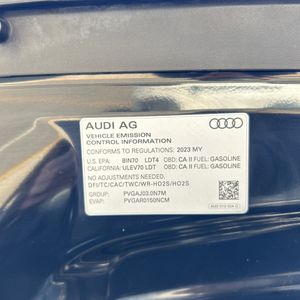 AUDI AG
VEHICLE EMISSION
CONTROL INFORMATION
CONFORMS TO REGULATIONS: 2023 MY
U.S. EPA: BIN70 LDT4 OBD: CA II FUEL: GASOLINE
CALIFORNIA: ULEV70 LDT OBD: CA II FUEL: GASOLINE
NO ADJUSTMENTS NEEDED.
DFI/TC/CAC/TWC/WR-HO2S/HO2S
GROUP: PVGAJ03.0N7M
EVAP: PVGAR0150NCM